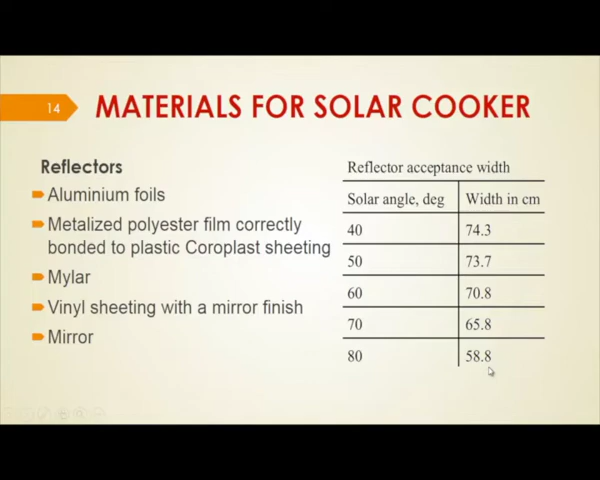 14
MATERIALS FOR SOLAR COOKER
Reflectors
Aluminium foils
Metalized polyester film correctly
bonded to plastic Coroplast sheeting
Mylar
Vinyl sheeting with a mirror finish
Mirror
Reflector acceptance width
Solar angle, deg Width in cm
40 74.3
50 73.7
60 70.8
70 65.8
80 58.8